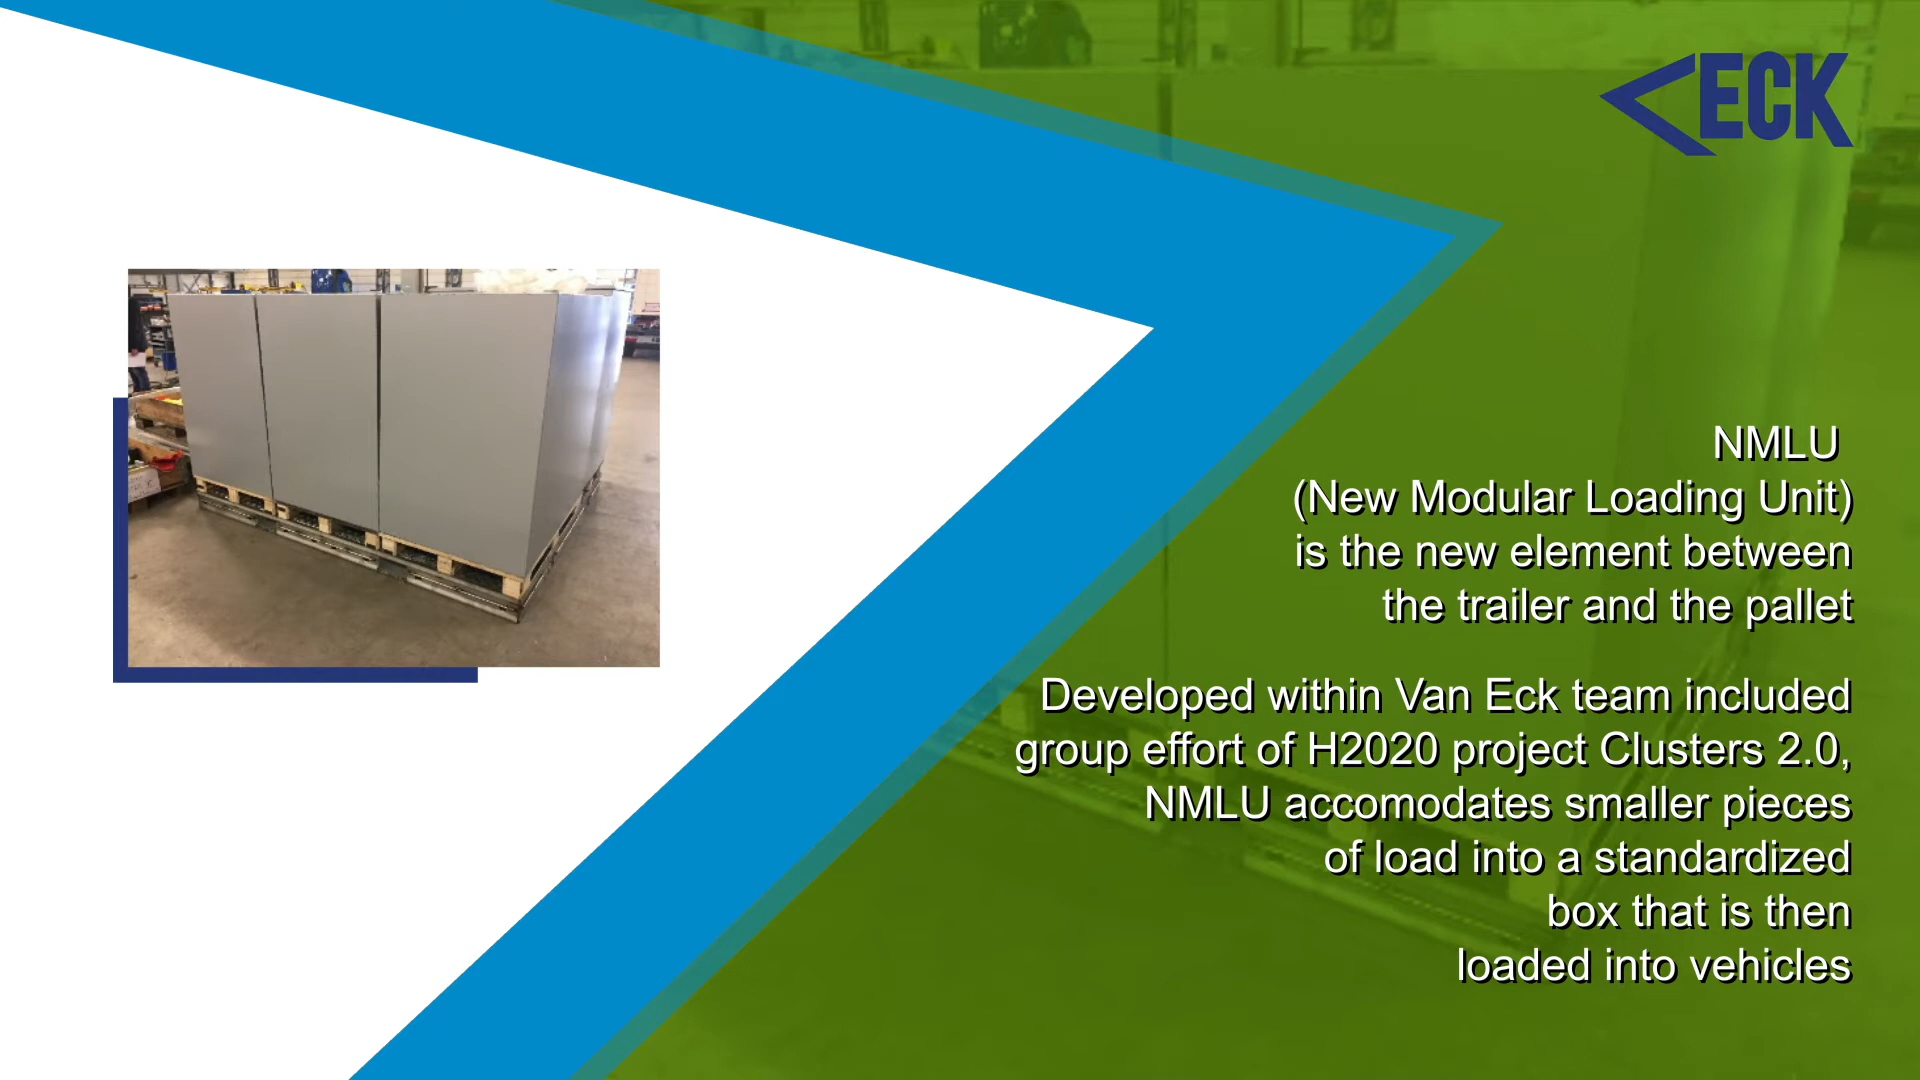 ECK
NMLU
(New Modular Loading Unit)
is the new element between
the trailer and the pallet
Developed within Van Eck team included
group effort of H2020 project Clusters 2.0,
NMLU accomodates smaller pieces
of load into a standardized
box that is then
loaded into vehicles